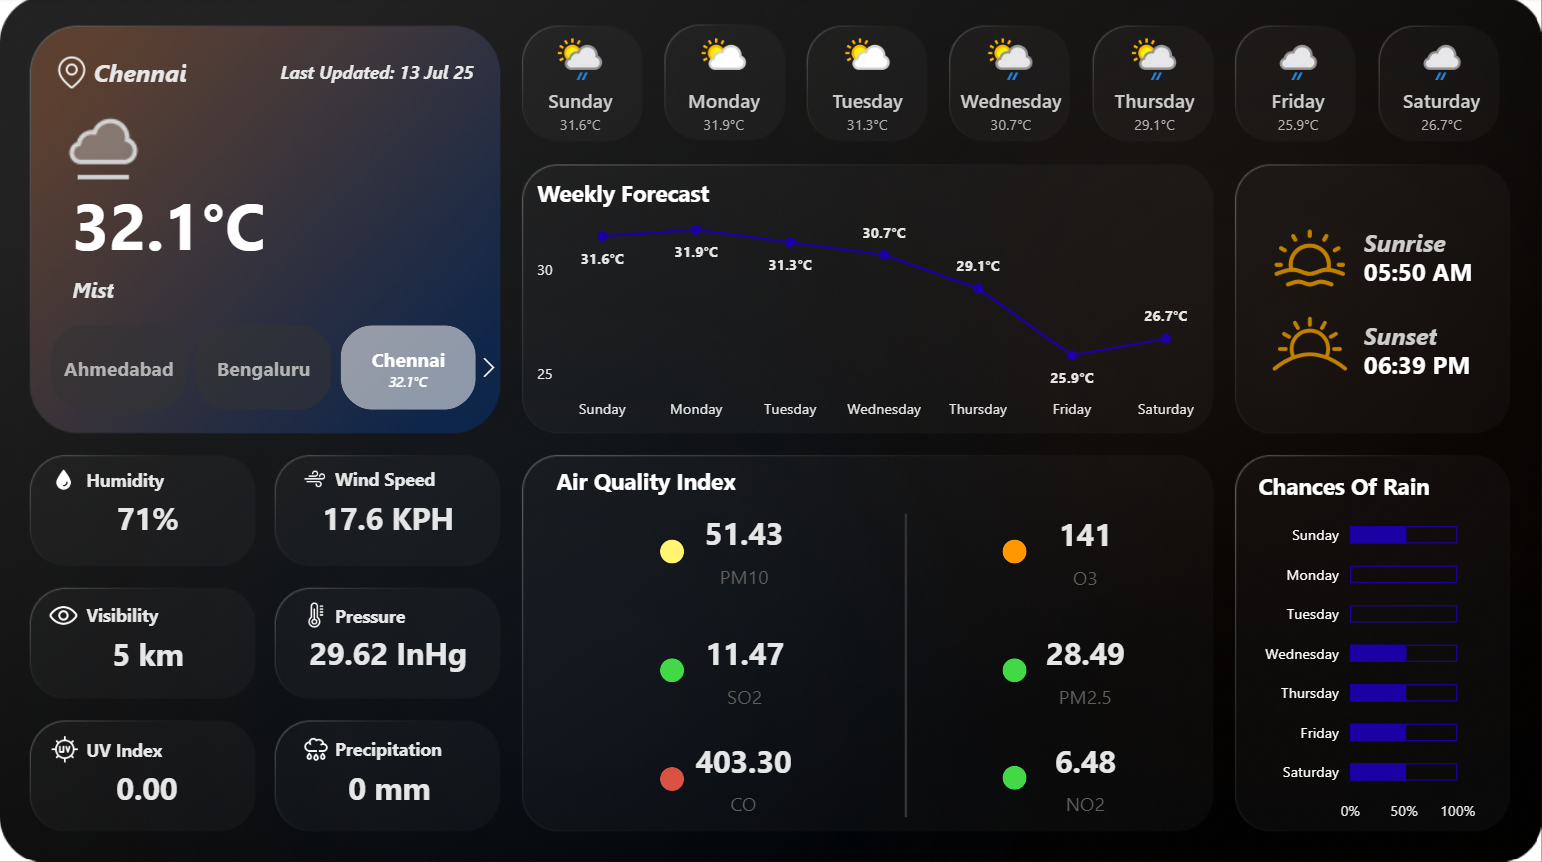 Chennai
Last Updated: 13 Jul 25
32.1°C
Mist
Ahmedabad
Bengaluru
Chennai
32.1°C
Sunday
31.6°C
Monday
31.9°C
Tuesday
31.3°C
Wednesday
30.7°C
Thursday
29.1°C
Friday
25.9°C
Saturday
26.7°C
Weekly Forecast
30
25
31.6°C
31.9°C
31.3°C
30.7°C
29.1°C
25.9°C
26.7°C
Sunday
Monday
Tuesday
Wednesday
Thursday
Friday
Saturday
Sunrise
05:50 AM
Sunset
06:39 PM
Humidity
71%
Wind Speed
17.6 KPH
Visibility
5 km
Pressure
29.62 InHg
UV
UV Index
0.00
Precipitation
0 mm
Air Quality Index
51.43
PM10
141
O3
11.47
SO2
28.49
PM2.5
403.30
CO
6.48
NO2
Chances Of Rain
Sunday
Monday
Tuesday
Wednesday
Thursday
Friday
Saturday
0%
50%
100%